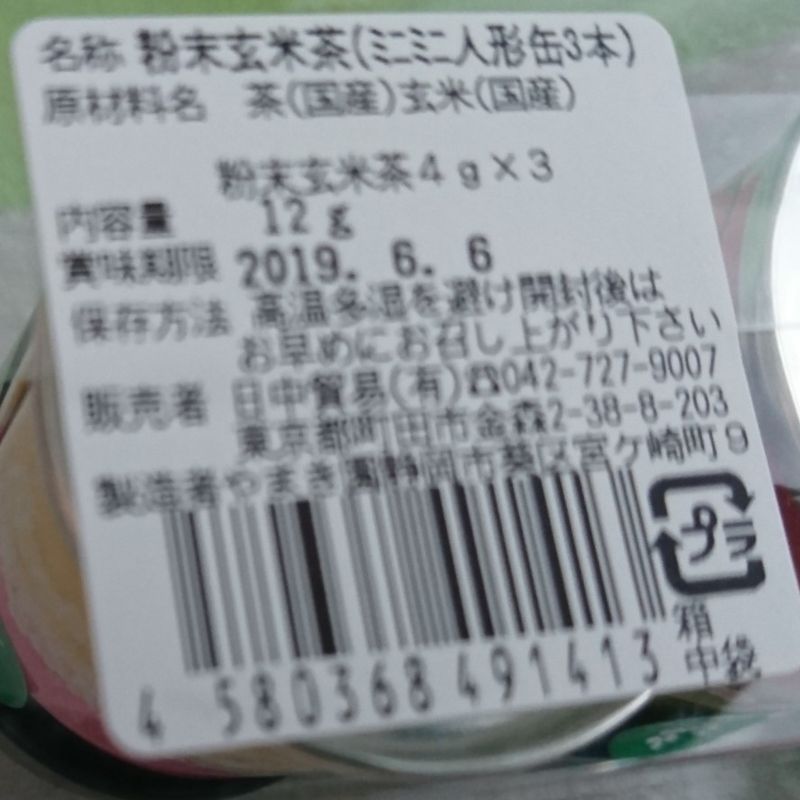 名称 粉末玄米茶(ミニミニ人形缶3本)
原材料名 茶(国産)玄米(国産)
粉末玄米茶4g×3
内容量 12g
賞味期限 2019. 6. 6
保存方法 高温多湿を避け開封後は
お早めにお召し上がり下さい
販売者 日中貿易(有)☎042-727-9007
東京都町田市金森2-38-8-203
製造者やまき園静岡市葵区宮ケ崎町9
プラ
箱
中袋
4 580368 491413